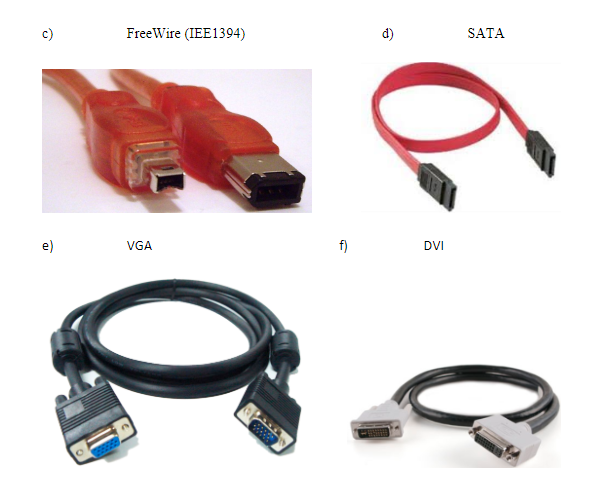 c) FreeWire (IEE1394) d) SATA
e) VGA f) DVI